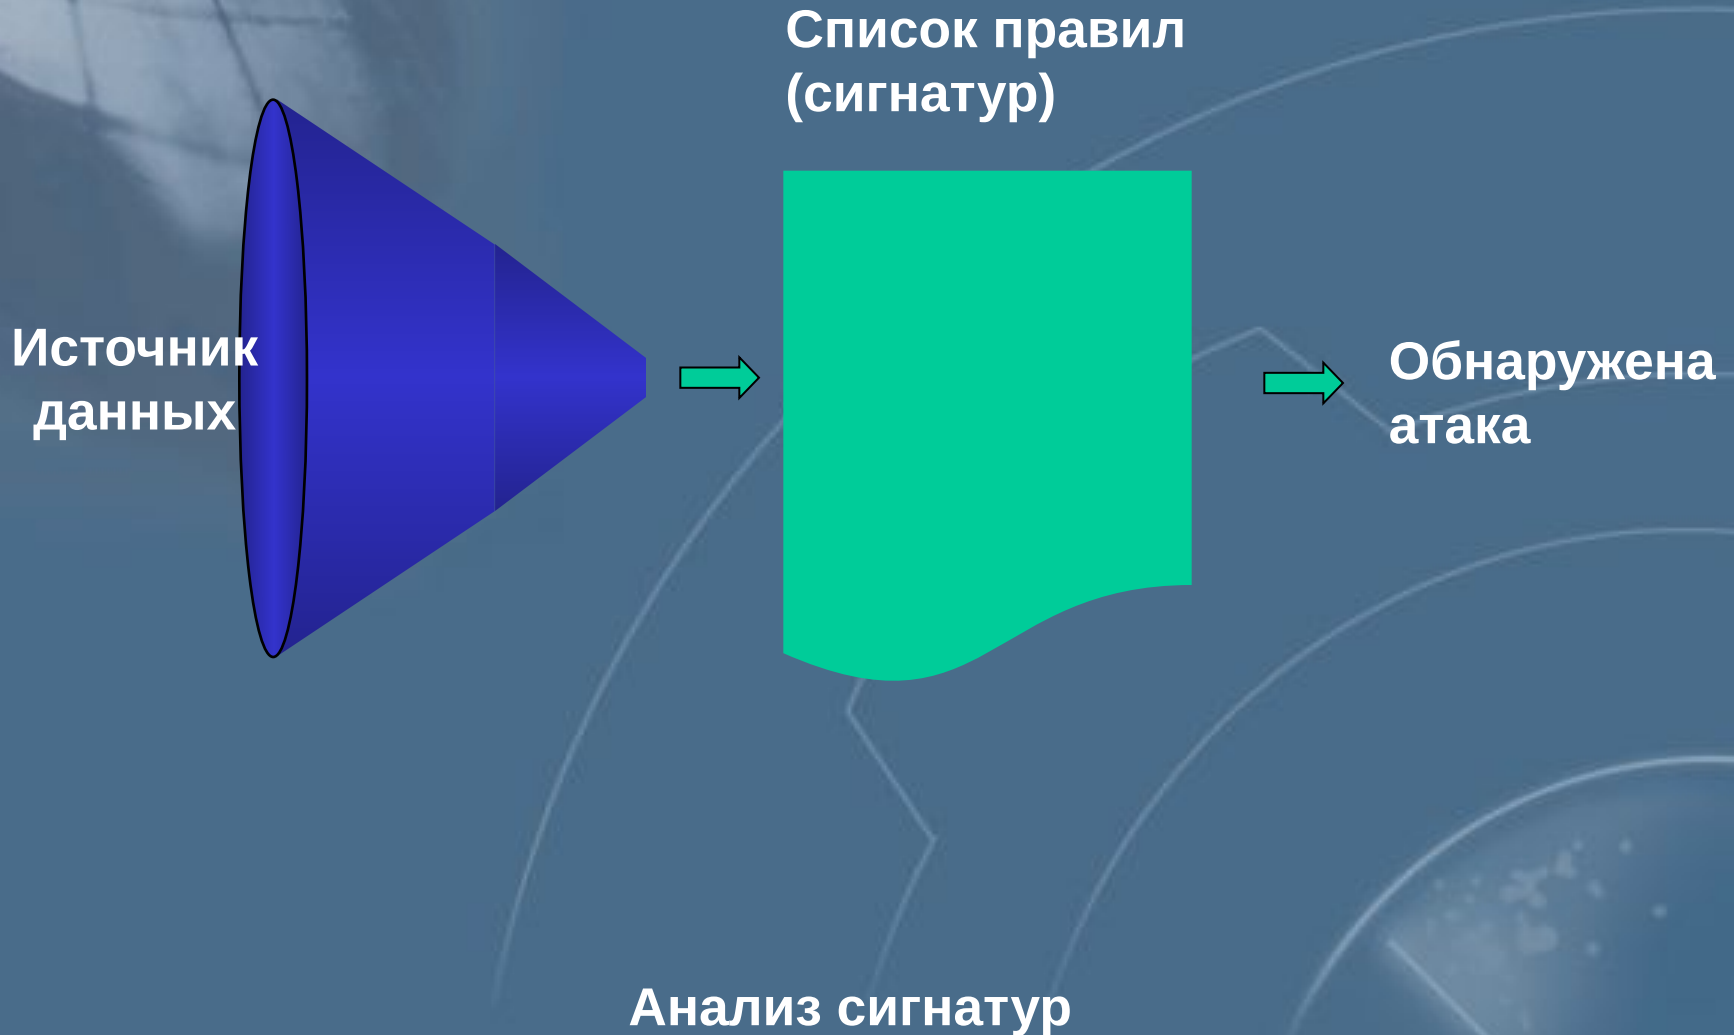 Список правил
(сигнатур)
Источник
данных
Обнаружена
атака
Анализ сигнатур